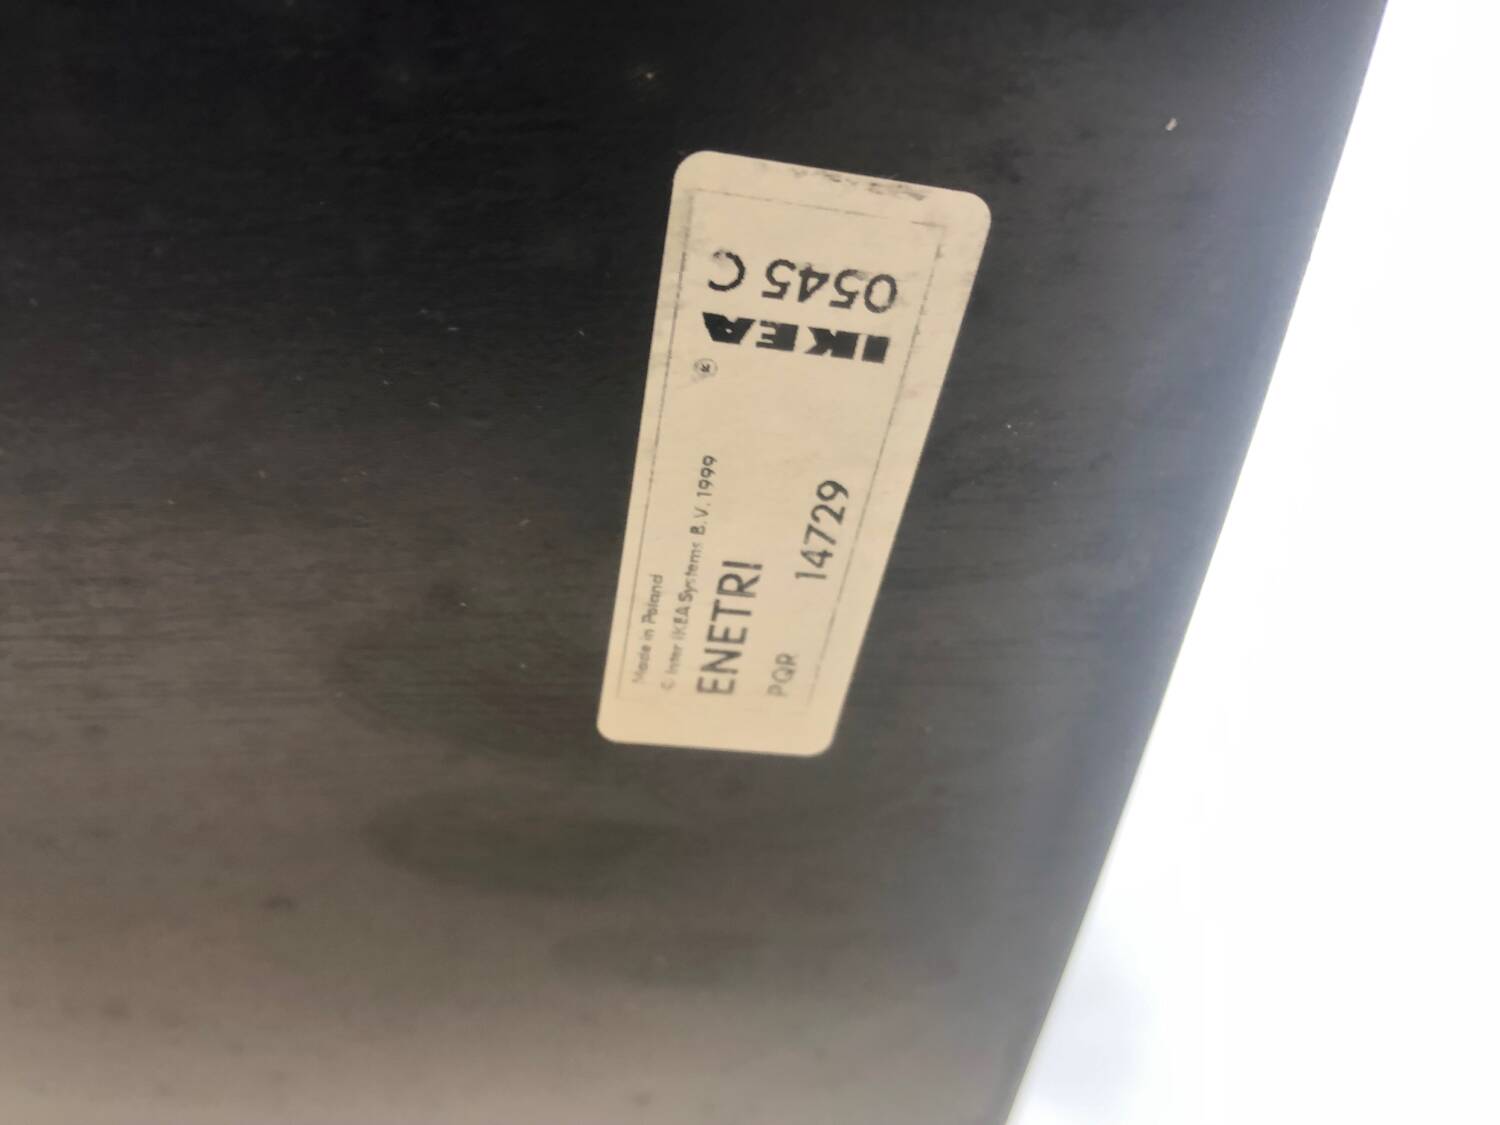 Made in Poland
© Inter IKEA Systems B.V. 1999
ENETRI
PQR 14729
IKEA®
0545 C